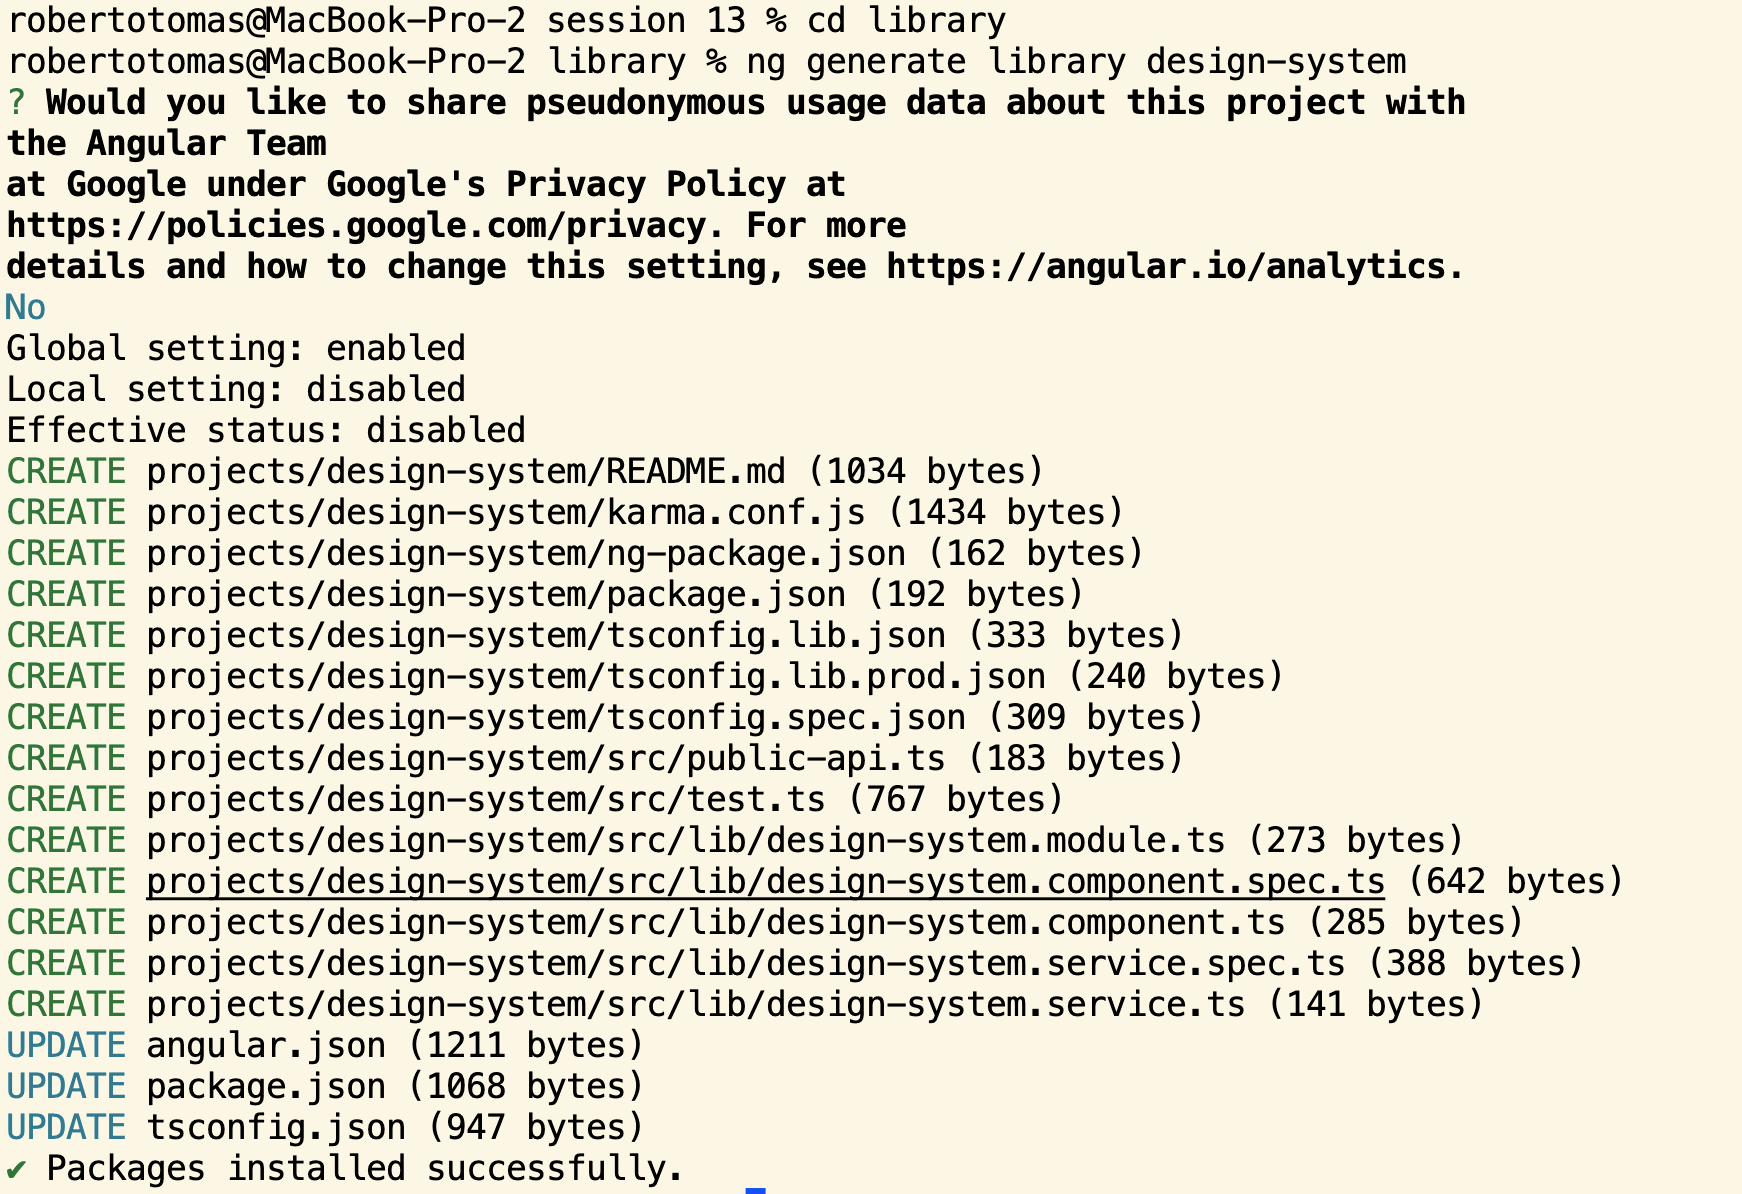 robertotomas@MacBook-Pro-2 session 13 % cd library
robertotomas@MacBook-Pro-2 library % ng generate library design-system
? Would you like to share pseudonymous usage data about this project with
the Angular Team
at Google under Google's Privacy Policy at
https://policies.google.com/privacy. For more
details and how to change this setting, see https://angular.io/analytics.
No
Global setting: enabled
Local setting: disabled
Effective status: disabled
CREATE projects/design-system/README.md (1034 bytes)
CREATE projects/design-system/karma.conf.js (1434 bytes)
CREATE projects/design-system/ng-package.json (162 bytes)
CREATE projects/design-system/package.json (192 bytes)
CREATE projects/design-system/tsconfig.lib.json (333 bytes)
CREATE projects/design-system/tsconfig.lib.prod.json (240 bytes)
CREATE projects/design-system/tsconfig.spec.json (309 bytes)
CREATE projects/design-system/src/public-api.ts (183 bytes)
CREATE projects/design-system/src/test.ts (767 bytes)
CREATE projects/design-system/src/lib/design-system.module.ts (273 bytes)
CREATE projects/design-system/src/lib/design-system.component.spec.ts (642 bytes)
CREATE projects/design-system/src/lib/design-system.component.ts (285 bytes)
CREATE projects/design-system/src/lib/design-system.service.spec.ts (388 bytes)
CREATE projects/design-system/src/lib/design-system.service.ts (141 bytes)
UPDATE angular.json (1211 bytes)
UPDATE package.json (1068 bytes)
UPDATE tsconfig.json (947 bytes)
✔ Packages installed successfully.